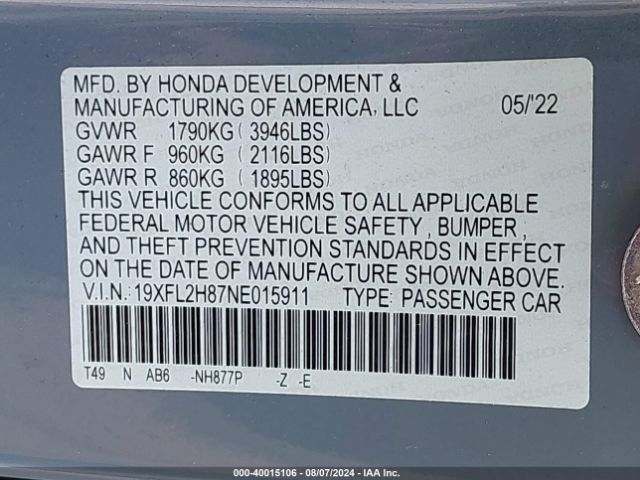 MFD. BY HONDA DEVELOPMENT &
MANUFACTURING OF AMERICA, LLC 05/'22
GVWR 1790KG ( 3946LBS )
GAWR F 960KG ( 2116LBS )
GAWR R 860KG ( 1895LBS )
THIS VEHICLE CONFORMS TO ALL APPLICABLE
FEDERAL MOTOR VEHICLE SAFETY, BUMPER,
AND THEFT PREVENTION STANDARDS IN EFFECT
ON THE DATE OF MANUFACTURE SHOWN ABOVE.
V.I.N.: 19XFL2H87NE015911 TYPE: PASSENGER CAR
T49 N AB6 -NH877P -Z -E
000-40015106 - 08/07/2024 - IAAI.COM